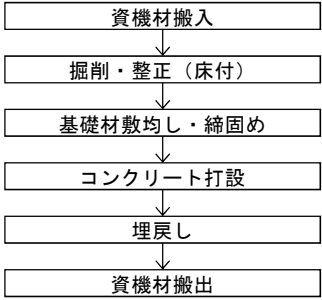 資機材搬入
掘削・整正（床付）
基礎材敷均し・締固め
コンクリート打設
埋戻し
資機材搬出